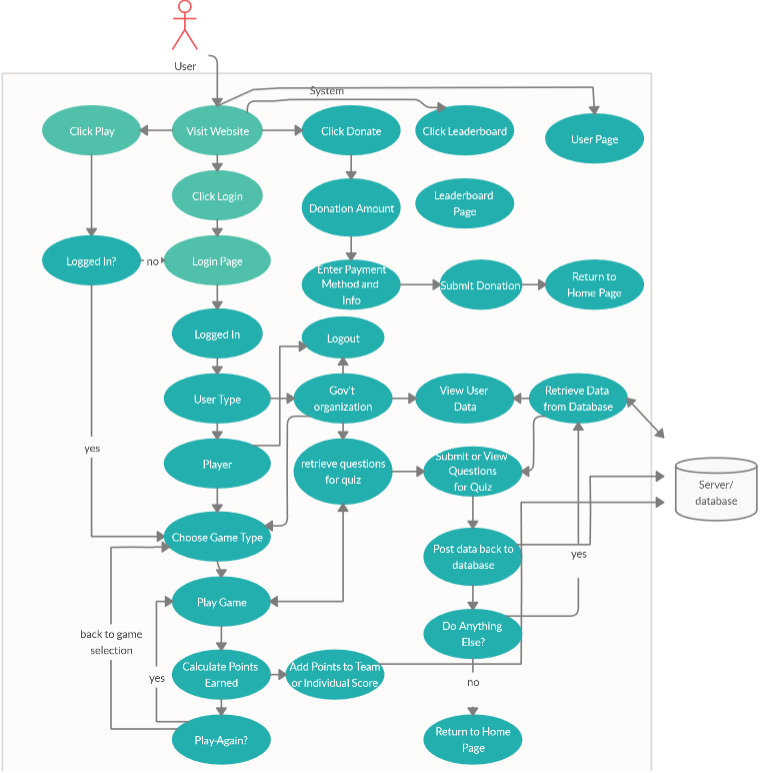 User
System
Click Play
Visit Website
Click Donate
Click Leaderboard
User Page
Click Login
Donation Amount
Leaderboard
Page
Logged In?
no
Login Page
Enter Payment
Method and
Info
Submit Donation
Return to
Home Page
Logged In
Logout
User Type
Gov't
organization
View User
Data
Retrieve Data
from Database
yes
Player
retrieve questions
for quiz
Submit or View
Questions
for Quiz
Server/
database
Choose Game Type
Post data back to
database
yes
Play Game
back to game
selection
Do Anything
Else?
yes
Calculate Points
Earned
Add Points to Team
or Individual Score
no
Play Again?
Return to Home
Page